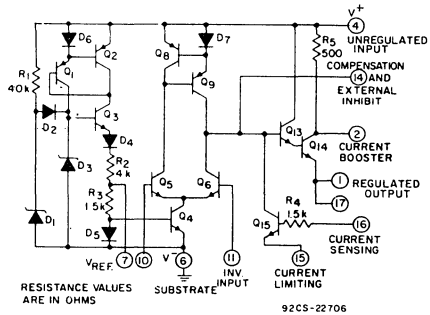 V+
4
UNREGULATED
INPUT
D6
Q2
Q1
R1
40k
D2
Q3
D3
D4
R2
4k
R3
1.5k
D5
D1
Q8
D7
Q9
Q5
Q6
Q4
R5
500
COMPENSATION
14 AND
EXTERNAL
INHIBIT
Q13
Q14
2
CURRENT
BOOSTER
1
REGULATED
OUTPUT
17
R4
1.5k
Q15
16
CURRENT
SENSING
VREF.
7
10
V-
6
SUBSTRATE
11
INV.
INPUT
15
CURRENT
LIMITING
RESISTANCE VALUES
ARE IN OHMS
92CS-22706